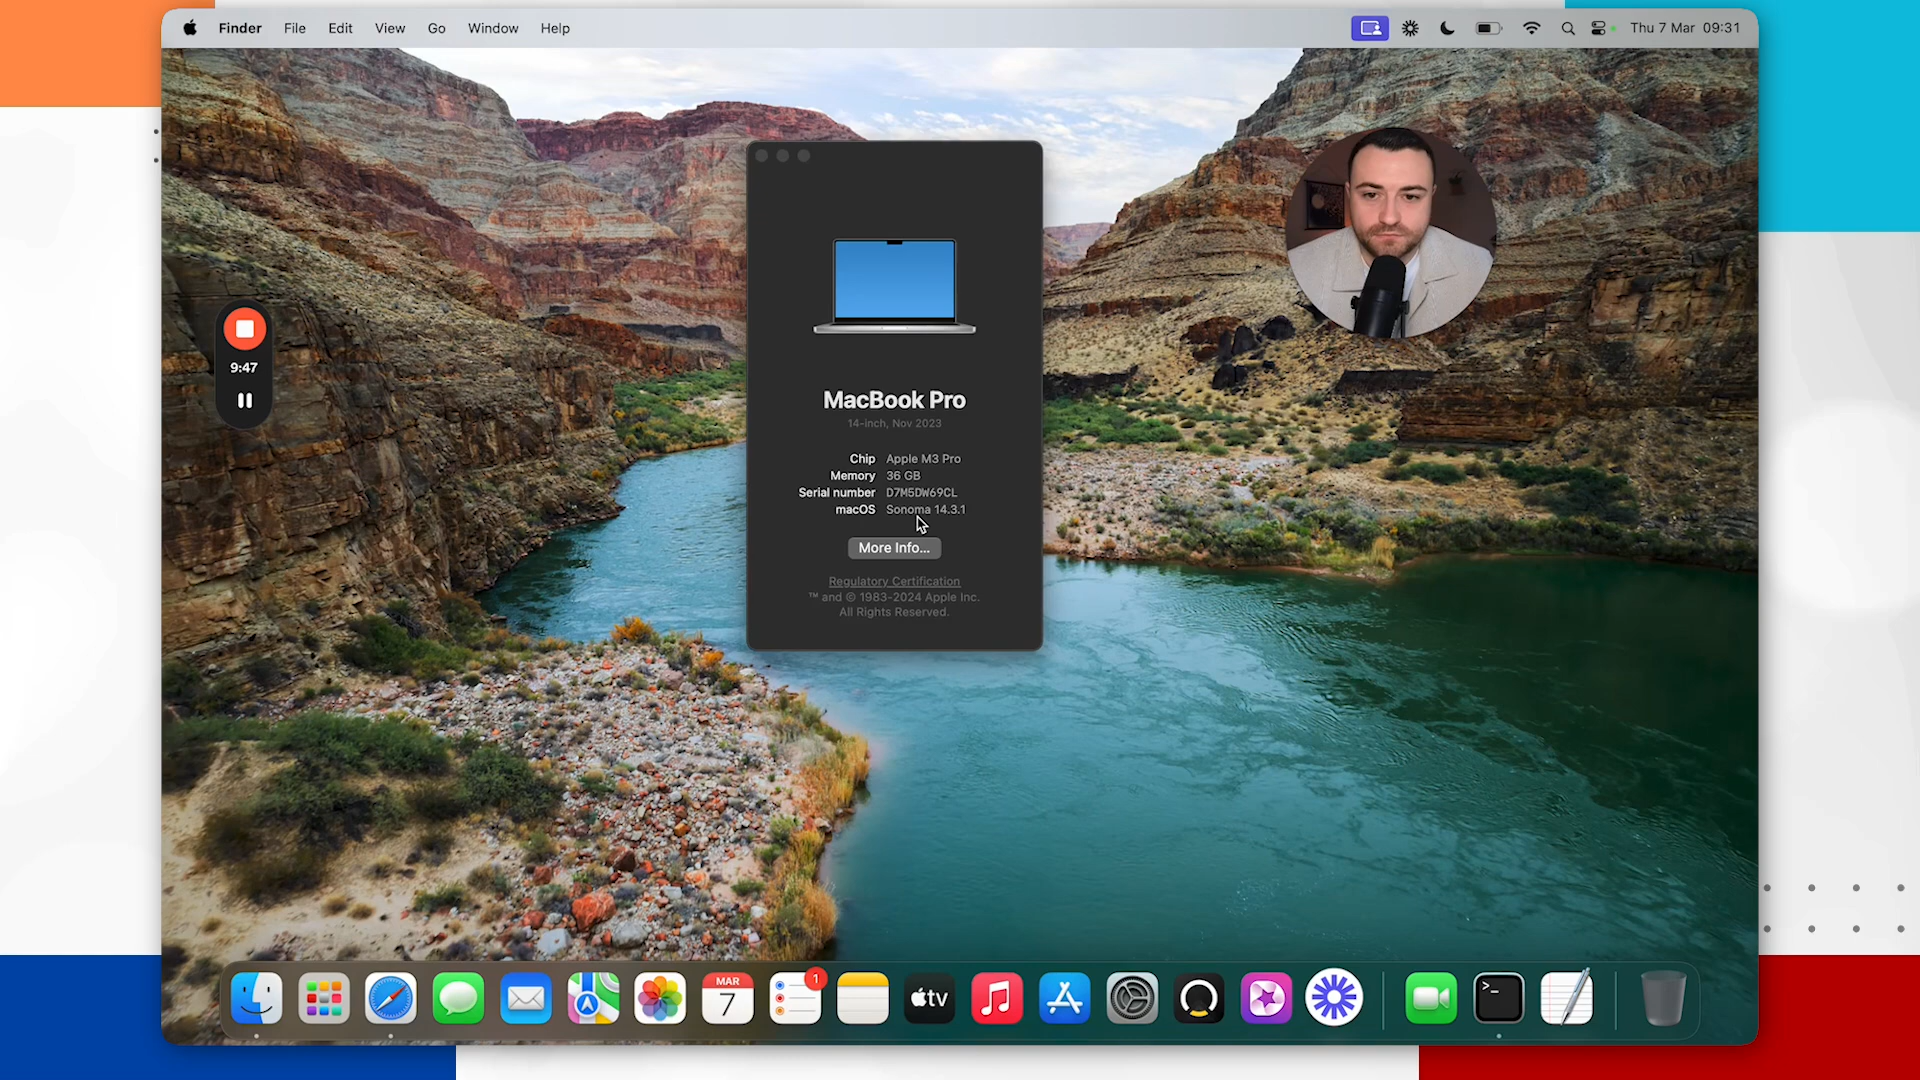 Finder File Edit View Go Window Help
Thu 7 Mar 09:31
9:47
MacBook Pro
14-inch, Nov 2023
Chip Apple M3 Pro
Memory 36 GB
Serial number D7M5DW69CL
macOS Sonoma 14.3.1
More Info...
Regulatory Certification
™ and © 1983-2024 Apple Inc.
All Rights Reserved.
MAR
7
1
tv
>_